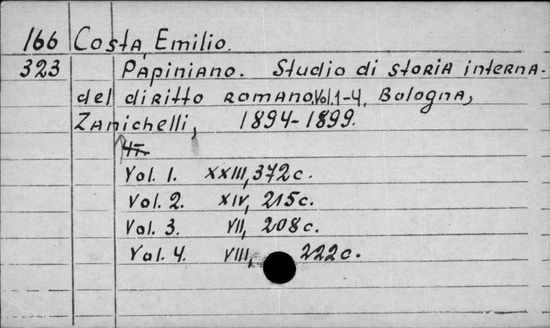 166 Costa, Emilio.
323 Papiniano. Studio di storia interna.
del diritto romano. Vol. 1-4. Bologna,
Zanichelli, 1894-1899.
4T.
Vol. 1. XXIII, 372c.
Vol. 2. XIV, 215c.
Vol. 3. VII, 208c.
Vol. 4. VIII, 222c.